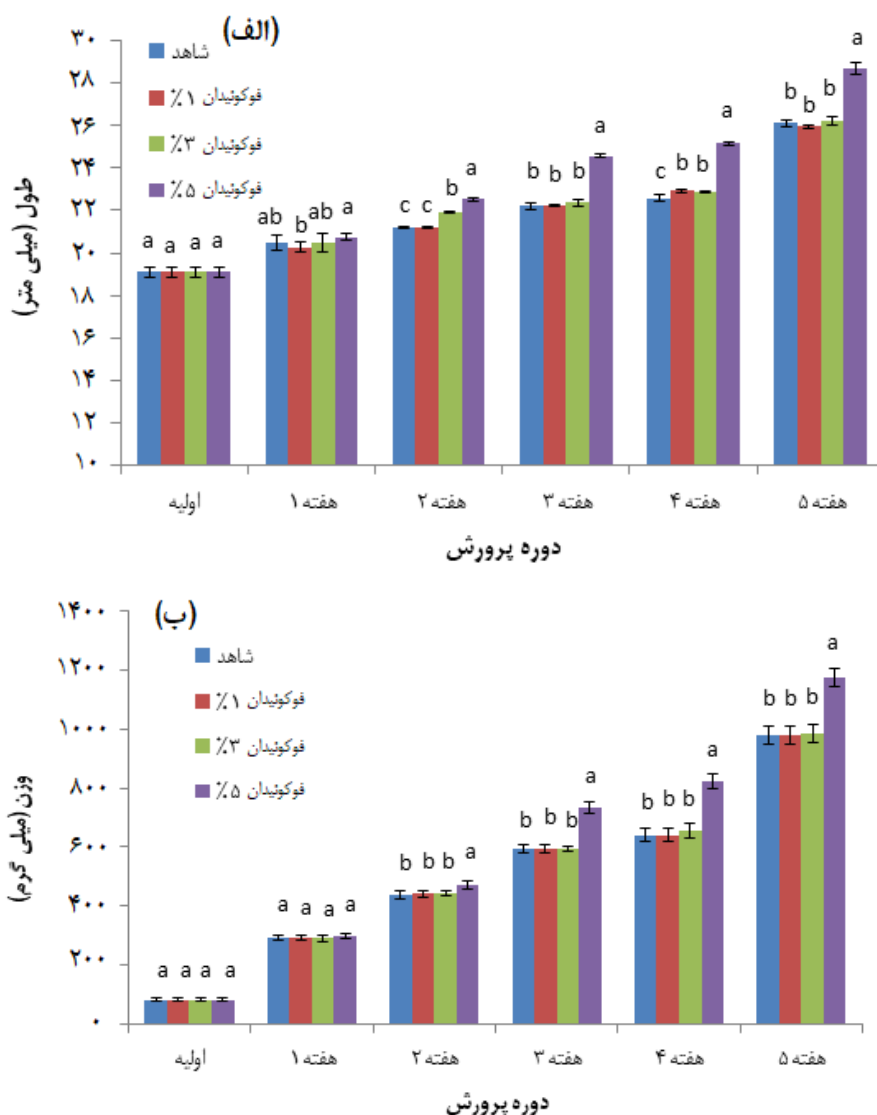 (الف)
شاهد
فوکوئیدان ۱٪
فوکوئیدان ۳٪
فوکوئیدان ۵٪
طول (میلی متر)
۳۰
۲۸
۲۶
۲۴
۲۲
۲۰
۱۸
۱۶
۱۴
۱۲
۱۰
a a a a
ab b ab a
c c b a
b b b a
c b b a
b b b a
اولیه هفته ۱ هفته ۲ هفته ۳ هفته ۴ هفته ۵
دوره پرورش
(ب)
شاهد
فوکوئیدان ۱٪
فوکوئیدان ۳٪
فوکوئیدان ۵٪
وزن (میلی گرم)
۱۴۰۰
۱۲۰۰
۱۰۰۰
۸۰۰
۶۰۰
۴۰۰
۲۰۰
۰
a a a a
a a a a
b b b a
b b b a
b b b a
b b b a
اولیه هفته ۱ هفته ۲ هفته ۳ هفته ۴ هفته ۵
دوره پرورش